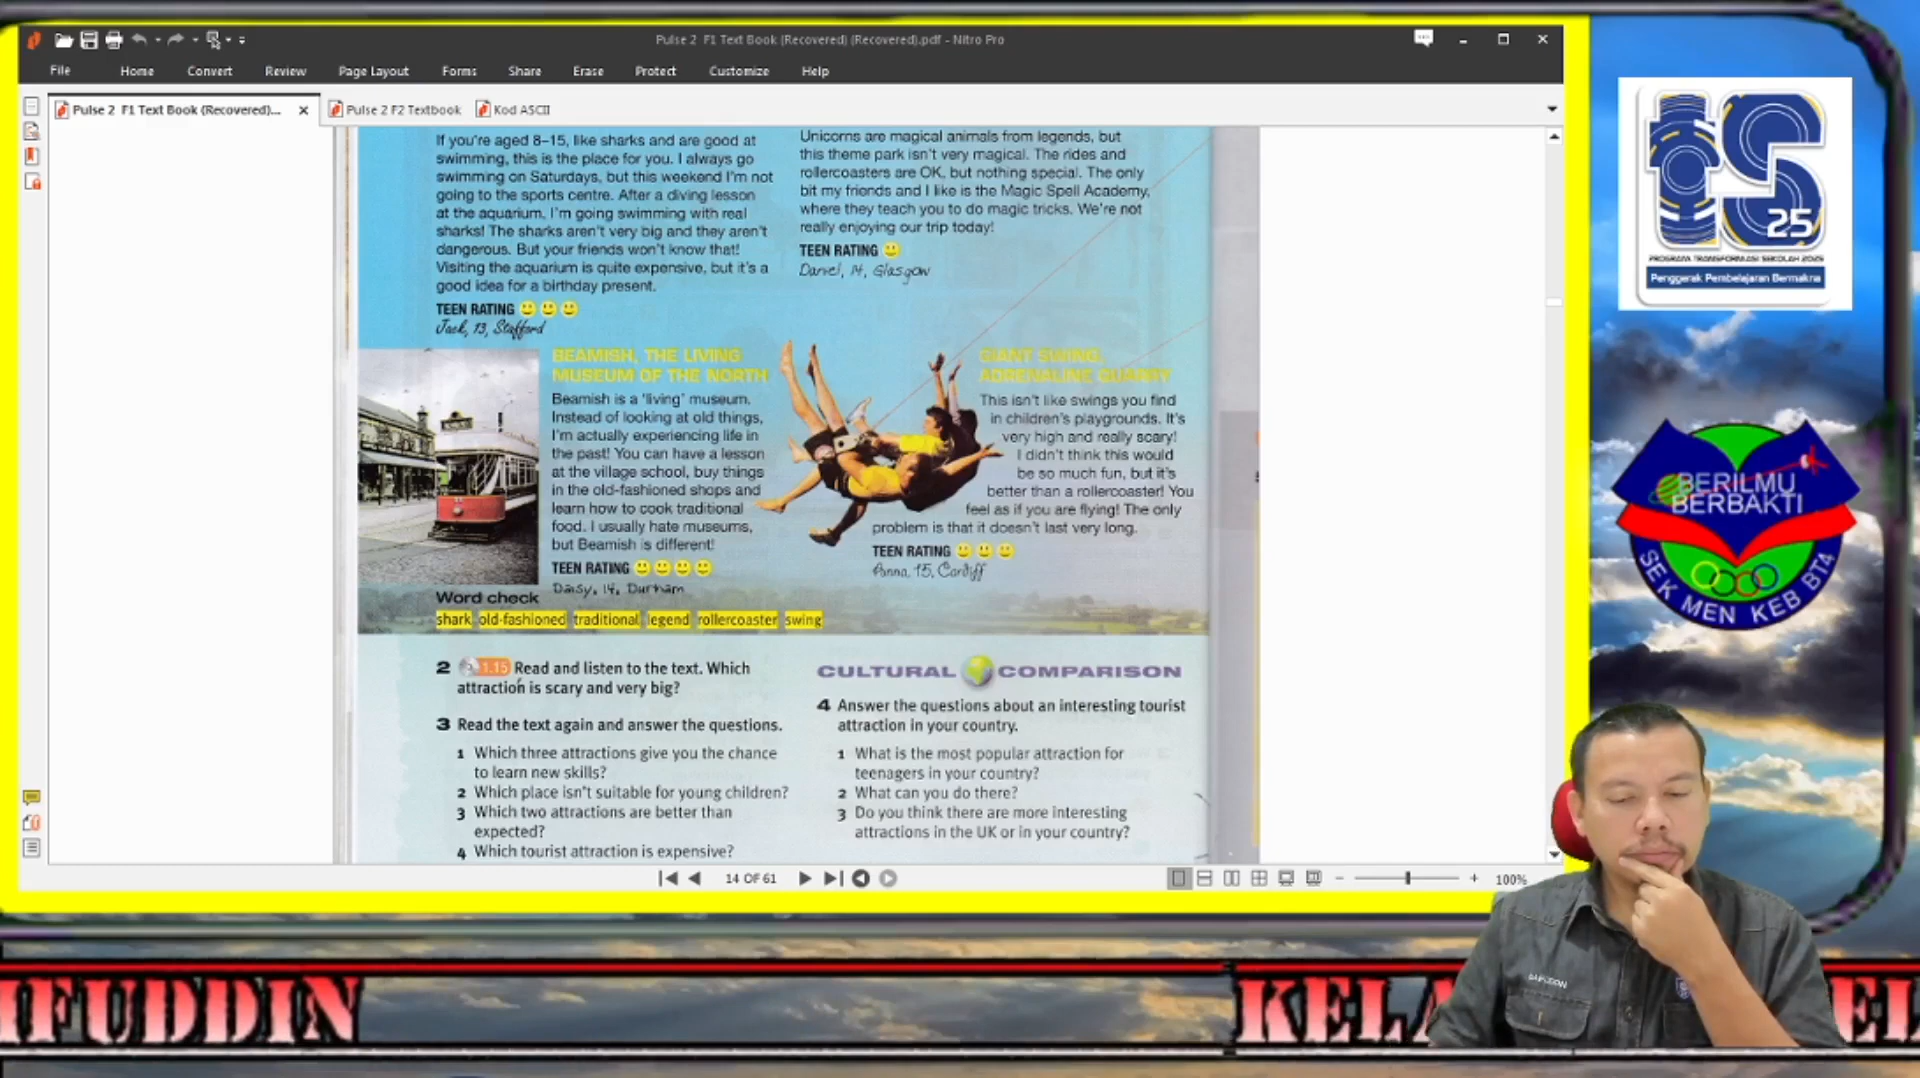 Pulse 2 F1 Text Book (Recovered) (Recovered).pdf - Nitro Pro
File Home Convert Review Page Layout Forms Share Erase Protect Customize Help
Pulse 2 F1 Text Book (Recovered)...
Pulse 2 F2 Textbook
Kod ASCII
If you're aged 8–15, like sharks and are good at
swimming, this is the place for you. I always go
swimming on Saturdays, but this weekend I'm not
going to the sports centre. After a diving lesson
at the aquarium, I'm going swimming with real
sharks! The sharks aren't very big and they aren't
dangerous. But your friends won't know that!
Visiting the aquarium is quite expensive, but it's a
good idea for a birthday present.
TEEN RATING
Jack, 13, Stafford
Unicorns are magical animals from legends, but
this theme park isn't very magical. The rides and
rollercoasters are OK, but nothing special. The only
bit my friends and I like is the Magic Spell Academy,
where they teach you to do magic tricks. We're not
really enjoying our trip today!
TEEN RATING
Daniel, 14, Glasgow
BEAMISH, THE LIVING
MUSEUM OF THE NORTH
Beamish is a 'living' museum.
Instead of looking at old things,
I'm actually experiencing life in
the past! You can have a lesson
at the village school, buy things
in the old-fashioned shops and
learn how to cook traditional
food. I usually hate museums,
but Beamish is different!
TEEN RATING
Daisy, 14, Durham
GIANT SWING,
ADRENALINE QUARRY
This isn't like swings you find
in children's playgrounds. It's
very high and really scary!
I didn't think this would
be so much fun, but it's
better than a rollercoaster! You
feel as if you are flying! The only
problem is that it doesn't last very long.
TEEN RATING
Anna, 15, Cardiff
Word check
shark old-fashioned traditional legend rollercoaster swing
2 1.15 Read and listen to the text. Which
attraction is scary and very big?
3 Read the text again and answer the questions.
1 Which three attractions give you the chance
to learn new skills?
2 Which place isn't suitable for young children?
3 Which two attractions are better than
expected?
4 Which tourist attraction is expensive?
CULTURAL COMPARISON
4 Answer the questions about an interesting tourist
attraction in your country.
1 What is the most popular attraction for
teenagers in your country?
2 What can you do there?
3 Do you think there are more interesting
attractions in the UK or in your country?
14 OF 61
100%
tS
25
PROGRAM TRANSFORMASI SEKOLAH 2025
Penggerak Pembelajaran Bermakna
BERILMU
BERBAKTI
SEK MEN KEB BT4
IFUDDIN
KELA
EL